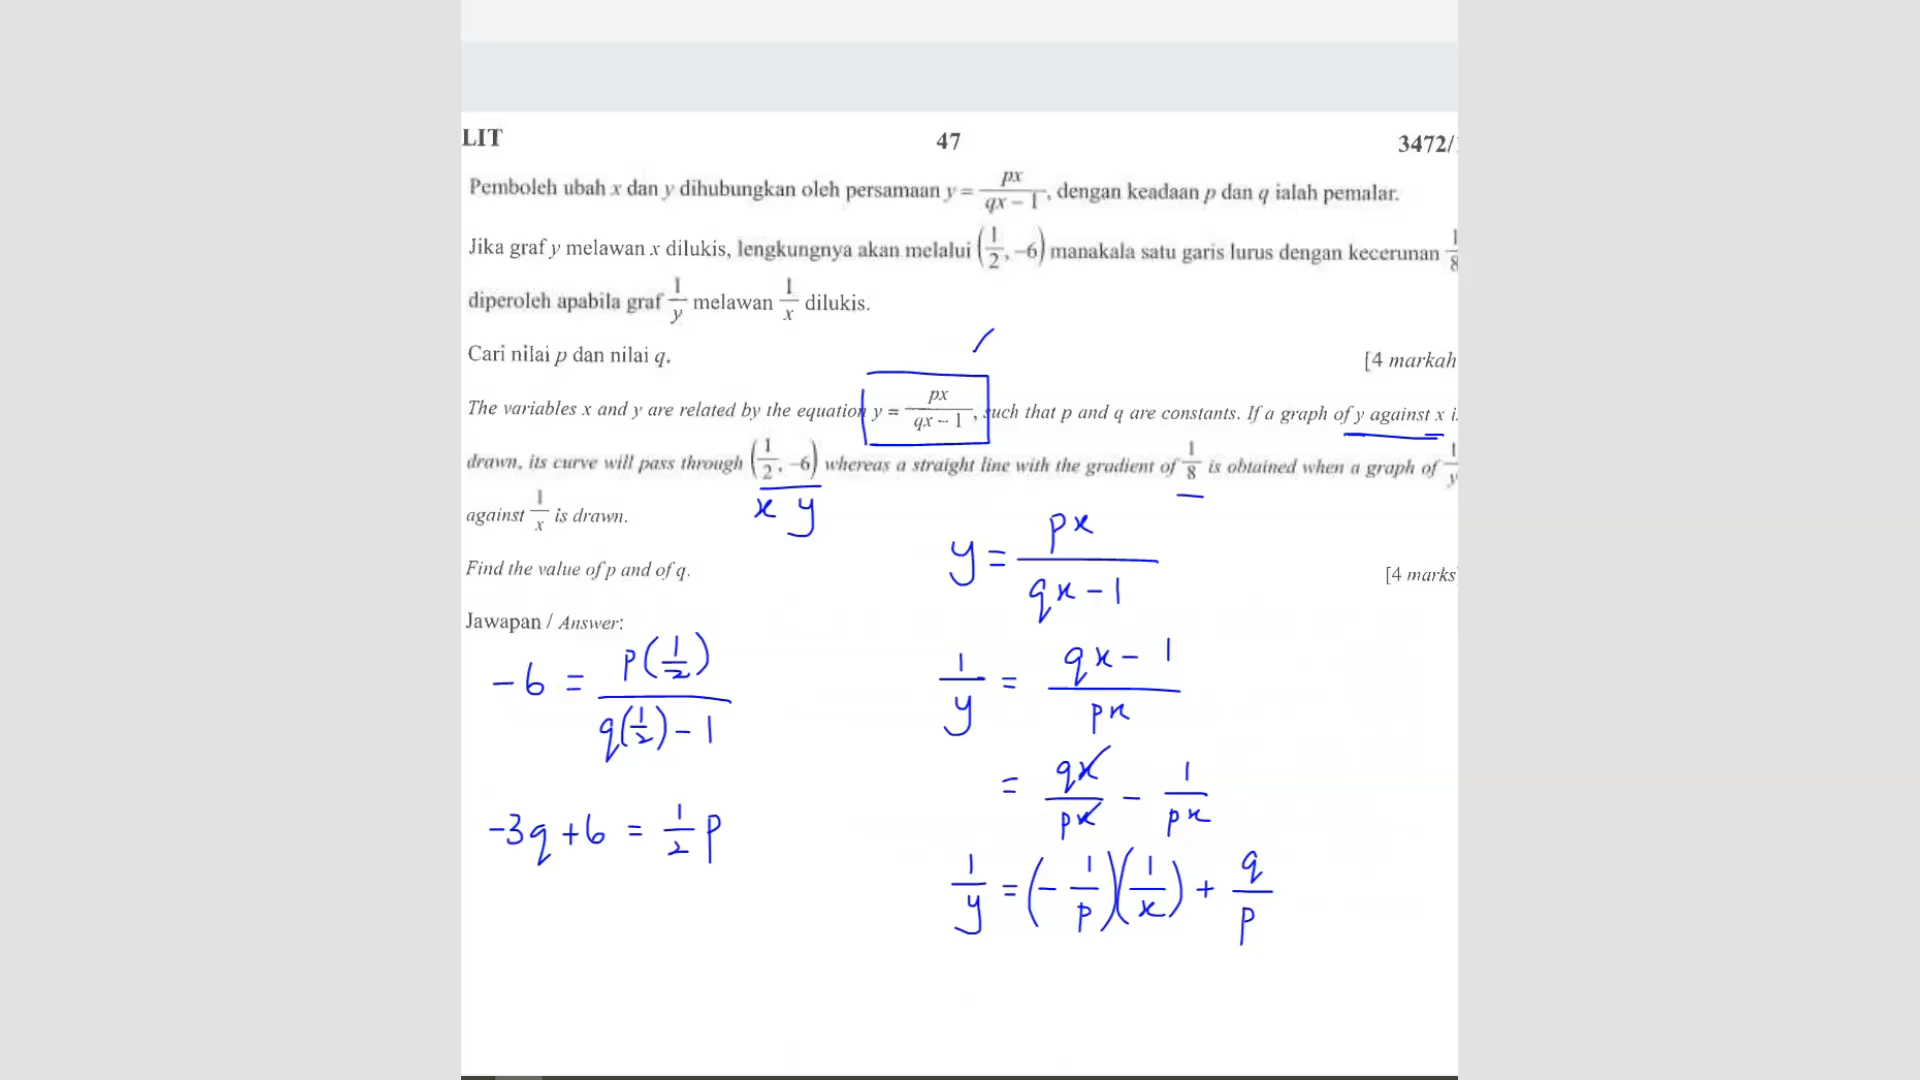 LIT 47 3472/
Pemboleh ubah x dan y dihubungkan oleh persamaan y = px/(qx − 1), dengan keadaan p dan q ialah pemalar.
Jika graf y melawan x dilukis, lengkungnya akan melalui (1/2, −6) manakala satu garis lurus dengan kecerunan 1/8
diperoleh apabila graf 1/y melawan 1/x dilukis.
Cari nilai p dan nilai q. [4 markah
The variables x and y are related by the equation y = px/(qx − 1), such that p and q are constants. If a graph of y against x i
drawn, its curve will pass through (1/2, −6) whereas a straight line with the gradient of 1/8 is obtained when a graph of 1/y
against 1/x is drawn.
x y
Find the value of p and of q. [4 marks
Jawapan / Answer:
−6 = p(1/2)/(q(1/2) − 1)
−3q + 6 = 1/2 p
y = px/(qx − 1)
1/y = (qx − 1)/(px)
= qx/px − 1/px
1/y = (−1/p)(1/x) + q/p